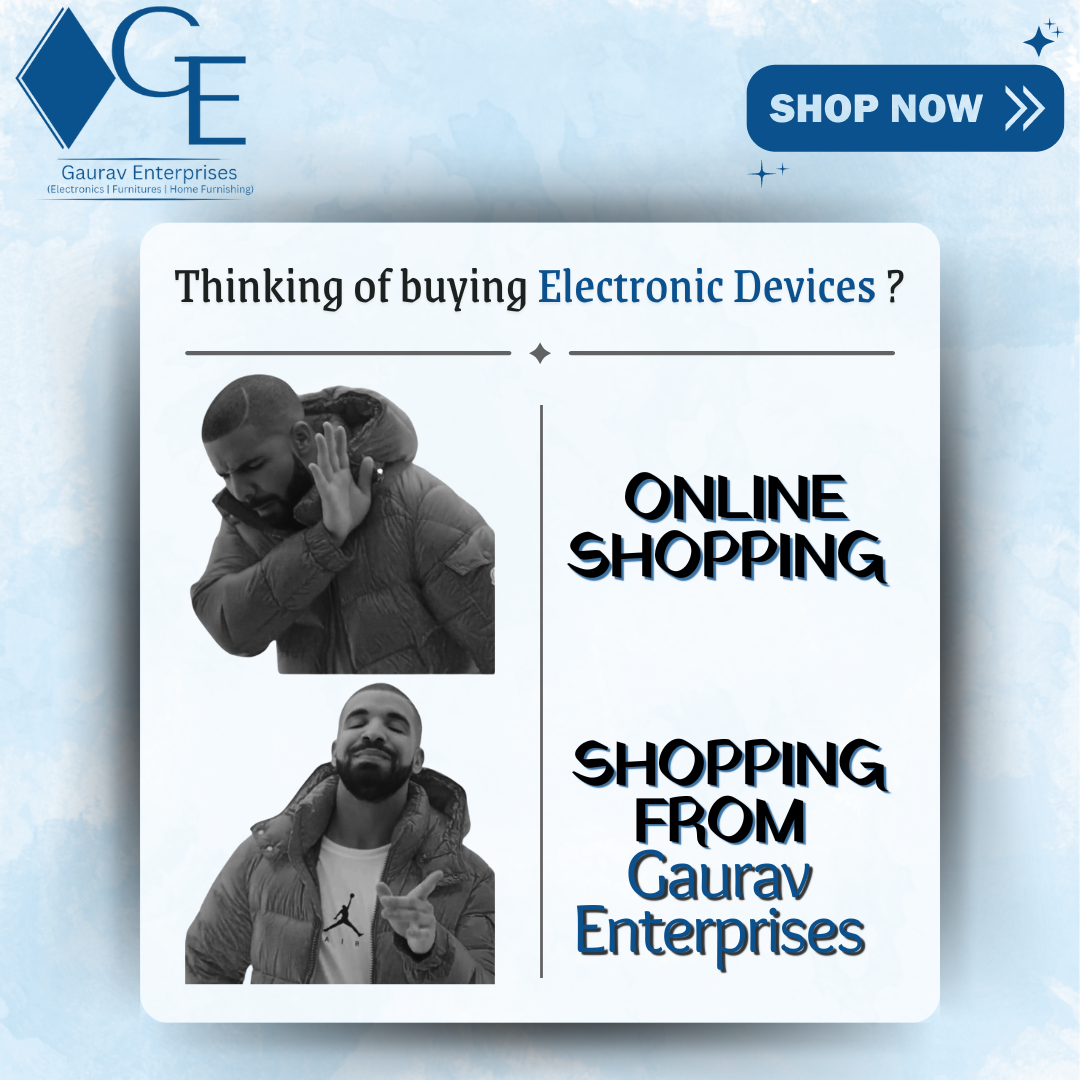 GE
Gaurav Enterprises
(Electronics | Furnitures | Home Furnishing)
SHOP NOW
Thinking of buying Electronic Devices ?
ONLINE
SHOPPING
AIR
SHOPPING
FROM
Gaurav
Enterprises